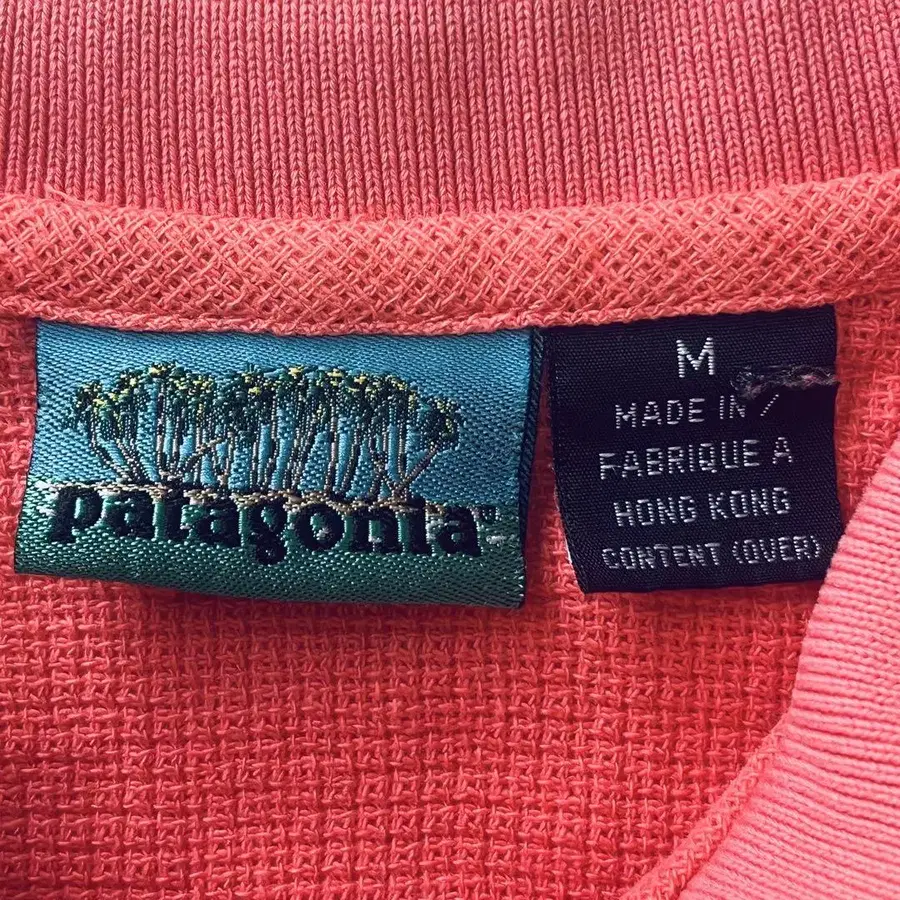 patagonia
M
MADE IN /
FABRIQUE A
HONG KONG
CONTENT (OVER)